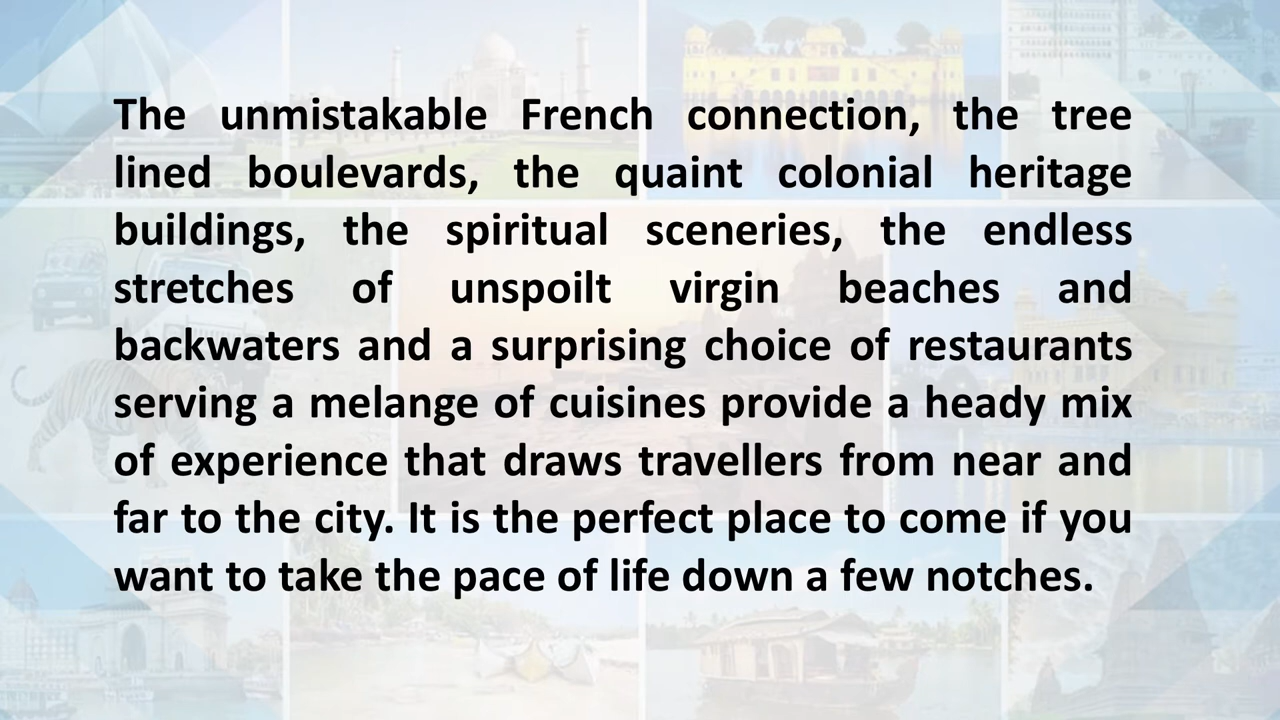 The unmistakable French connection, the tree
lined boulevards, the quaint colonial heritage
buildings, the spiritual sceneries, the endless
stretches of unspoilt virgin beaches and
backwaters and a surprising choice of restaurants
serving a melange of cuisines provide a heady mix
of experience that draws travellers from near and
far to the city. It is the perfect place to come if you
want to take the pace of life down a few notches.